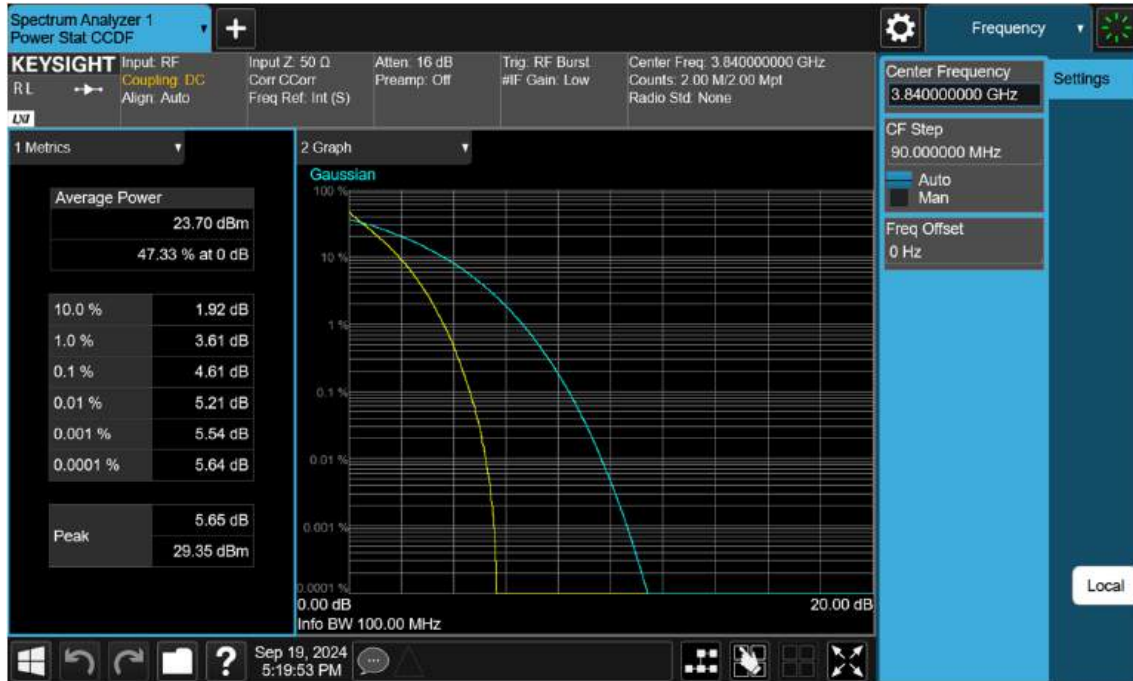 Spectrum Analyzer 1
Power Stat CCDF
Frequency
KEYSIGHT
R L
LXI
Input: RF
Coupling: DC
Align: Auto
Input Z: 50 Ω
Corr CCorr
Freq Ref: Int (S)
Atten: 16 dB
Preamp: Off
Trig: RF Burst
#IF Gain: Low
Center Freq: 3.840000000 GHz
Counts: 2.00 M/2.00 Mpt
Radio Std: None
Center Frequency
3.840000000 GHz
Settings
CF Step
90.000000 MHz
Auto
Man
Freq Offset
0 Hz
1 Metrics
Average Power
23.70 dBm
47.33 % at 0 dB
10.0 % 1.92 dB
1.0 % 3.61 dB
0.1 % 4.61 dB
0.01 % 5.21 dB
0.001 % 5.54 dB
0.0001 % 5.64 dB
Peak
5.65 dB
29.35 dBm
2 Graph
Gaussian
100 %
10 %
1 %
0.1 %
0.01 %
0.001 %
0.0001 %
0.00 dB 20.00 dB
Info BW 100.00 MHz
Local
?
Sep 19, 2024
5:19:53 PM